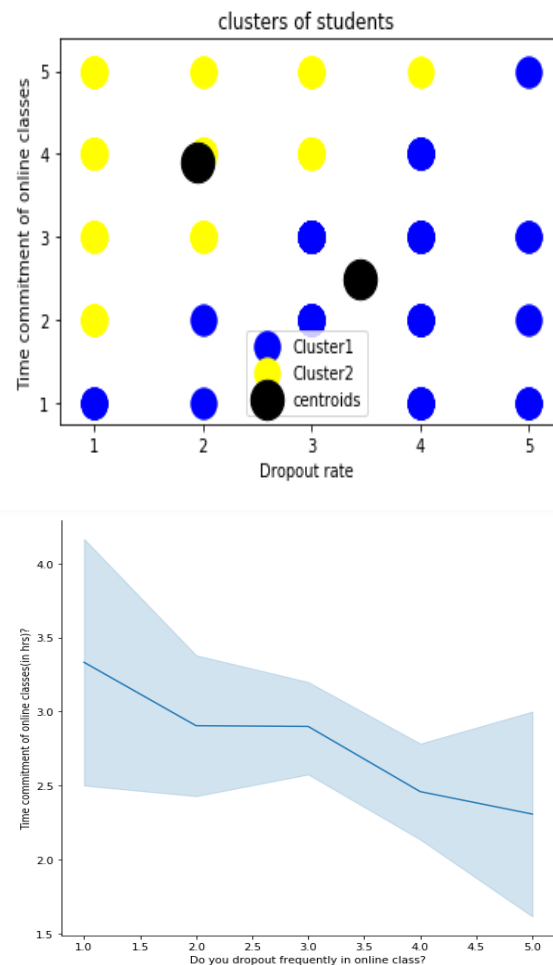 clusters of students
Time commitment of online classes
5
4
3
2
1
Cluster1
Cluster2
centroids
1 2 3 4 5
Dropout rate
Time commitment of online classes(in hrs)?
4.0
3.5
3.0
2.5
2.0
1.5
1.0 1.5 2.0 2.5 3.0 3.5 4.0 4.5 5.0
Do you dropout frequently in online class?